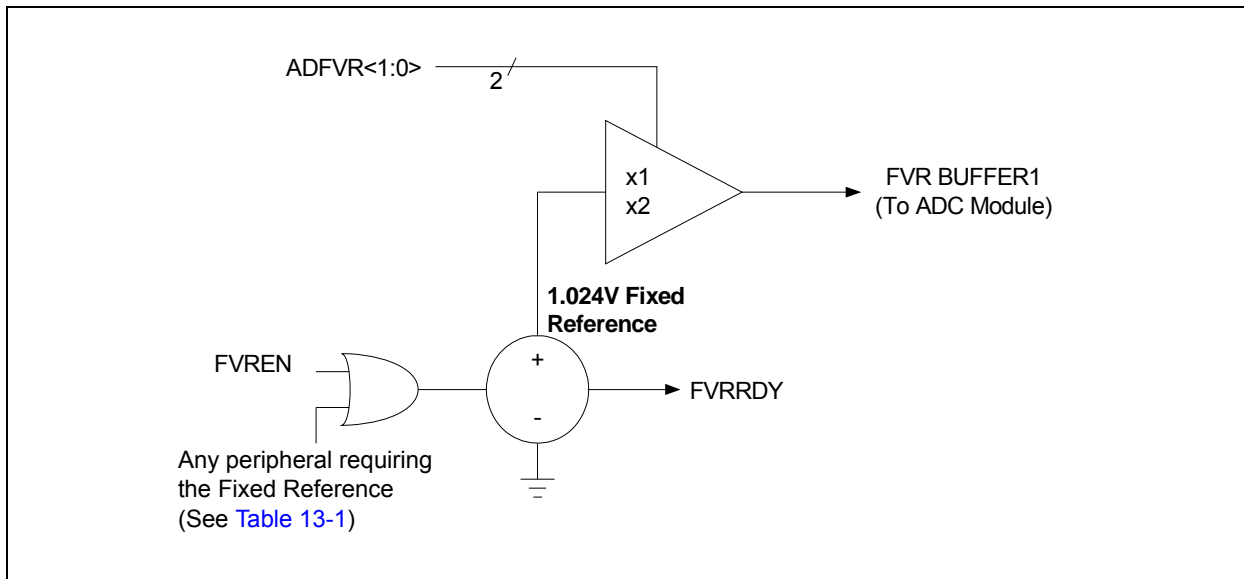 ADFVR<1:0>
2
x1
x2
FVR BUFFER1
(To ADC Module)
1.024V Fixed
Reference
+
-
FVREN
FVRRDY
Any peripheral requiring
the Fixed Reference
(See Table 13-1)